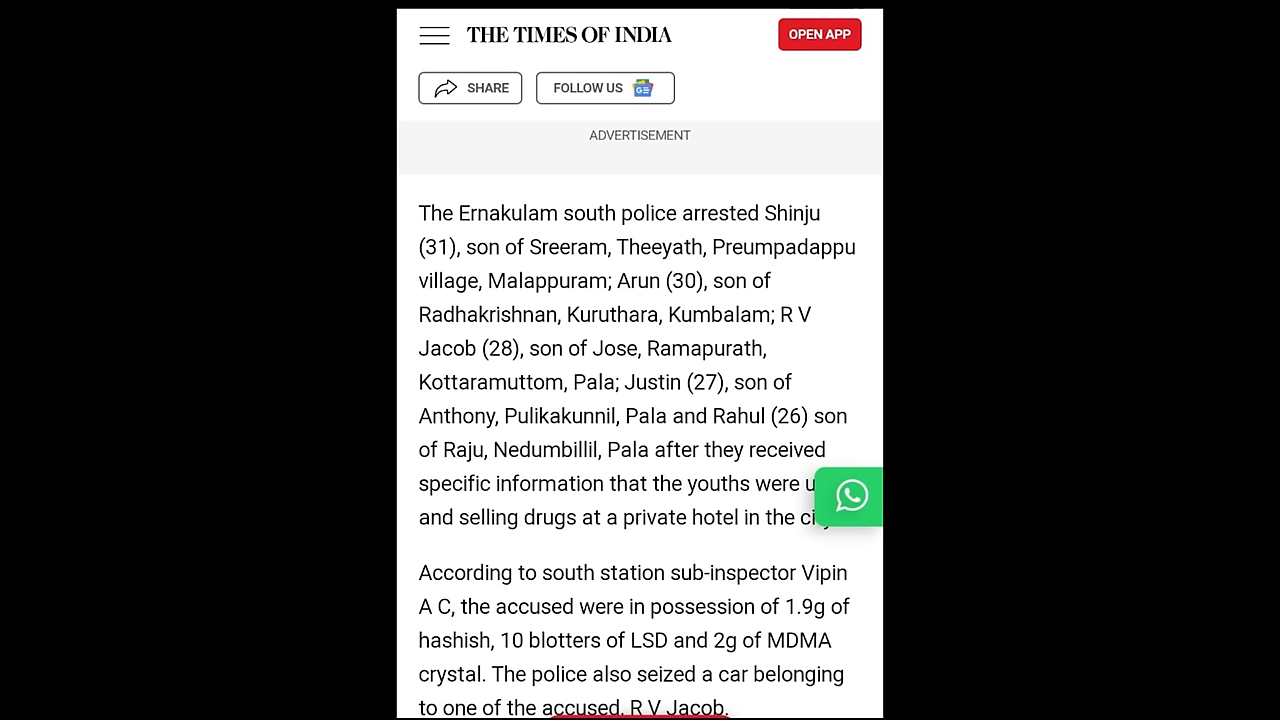 THE TIMES OF INDIA
OPEN APP
SHARE
FOLLOW US
GE
ADVERTISEMENT
The Ernakulam south police arrested Shinju
(31), son of Sreeram, Theeyath, Preumpadappu
village, Malappuram; Arun (30), son of
Radhakrishnan, Kuruthara, Kumbalam; R V
Jacob (28), son of Jose, Ramapurath,
Kottaramuttom, Pala; Justin (27), son of
Anthony, Pulikakunnil, Pala and Rahul (26) son
of Raju, Nedumbillil, Pala after they received
specific information that the youths were
and selling drugs at a private hotel in the
According to south station sub-inspector Vipin
A C, the accused were in possession of 1.9g of
hashish, 10 blotters of LSD and 2g of MDMA
crystal. The police also seized a car belonging
to one of the accused, R V Jacob.